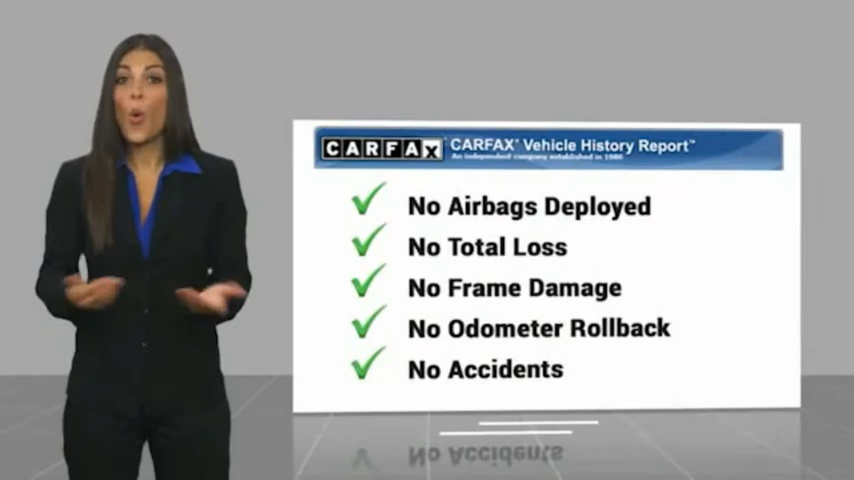 CARFAX CARFAX® Vehicle History Report™
An independent company established in 1986
No Airbags Deployed
No Total Loss
No Frame Damage
No Odometer Rollback
No Accidents
No Accidents